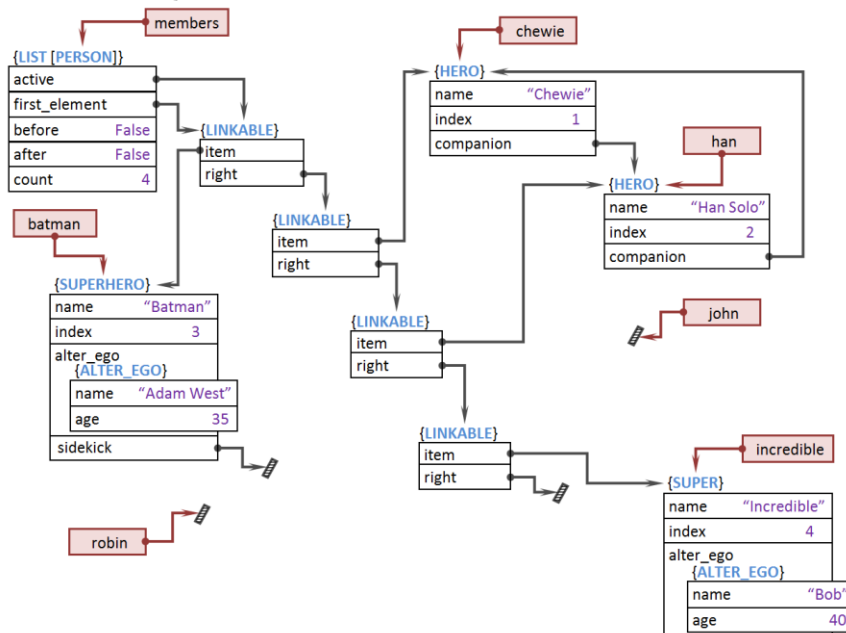 members
{LIST [PERSON]}
active
first_element
before False
after False
count 4
{LINKABLE}
item
right
chewie
{HERO}
name “Chewie”
index 1
companion
han
{HERO}
name “Han Solo”
index 2
companion
batman
{SUPERHERO}
name “Batman”
index 3
alter_ego
{ALTER_EGO}
name “Adam West”
age 35
sidekick
{LINKABLE}
item
right
john
{LINKABLE}
item
right
{LINKABLE}
item
right
robin
incredible
{SUPER}
name “Incredible”
index 4
alter_ego
{ALTER_EGO}
name “Bob”
age 40